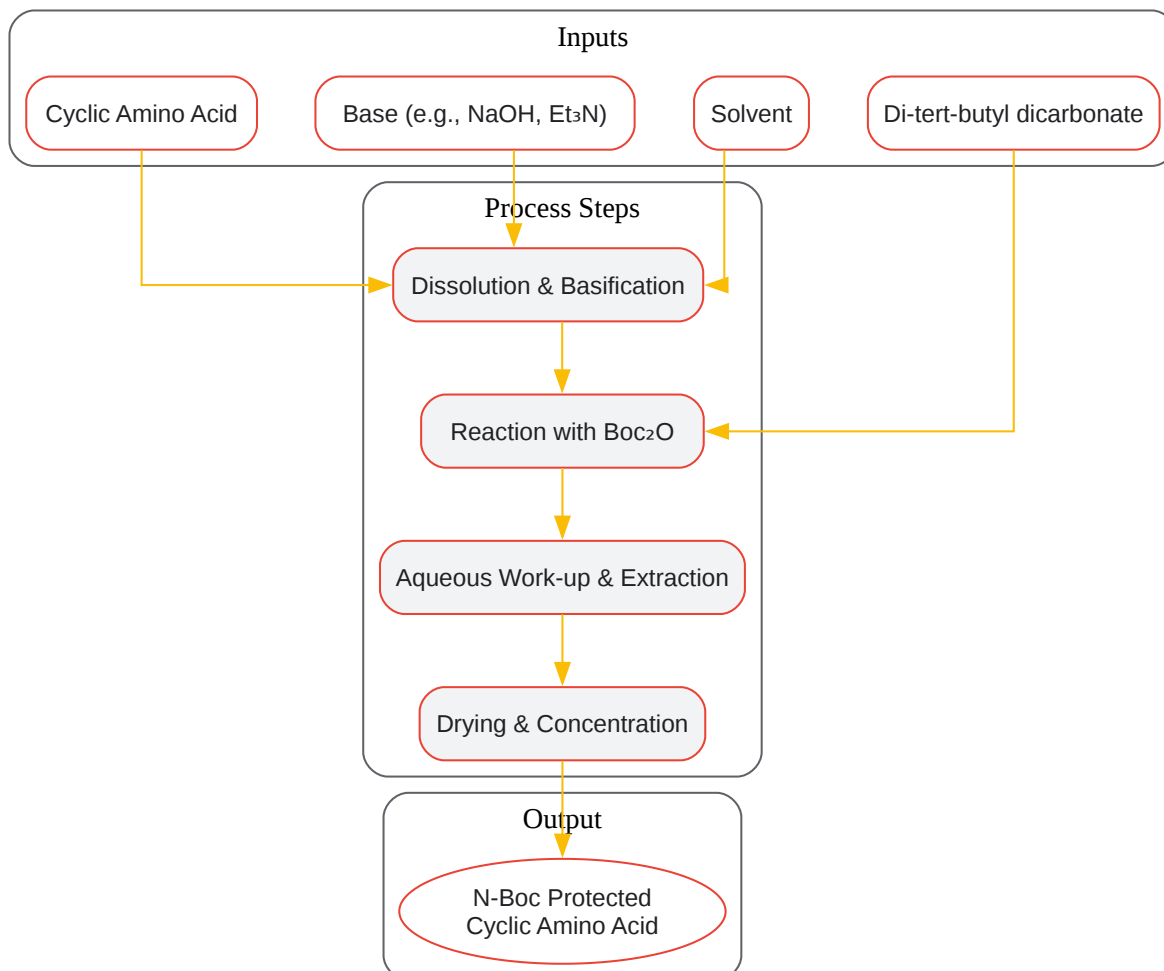 Inputs
Cyclic Amino Acid
Base (e.g., NaOH, Et₃N)
Solvent
Di-tert-butyl dicarbonate
Process Steps
Dissolution & Basification
Reaction with Boc₂O
Aqueous Work-up & Extraction
Drying & Concentration
Output
N-Boc Protected
Cyclic Amino Acid